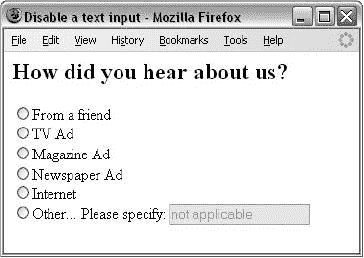 Disable a text input - Mozilla Firefox
File Edit View History Bookmarks Tools Help
How did you hear about us?
From a friend
TV Ad
Magazine Ad
Newspaper Ad
Internet
Other... Please specify: not applicable